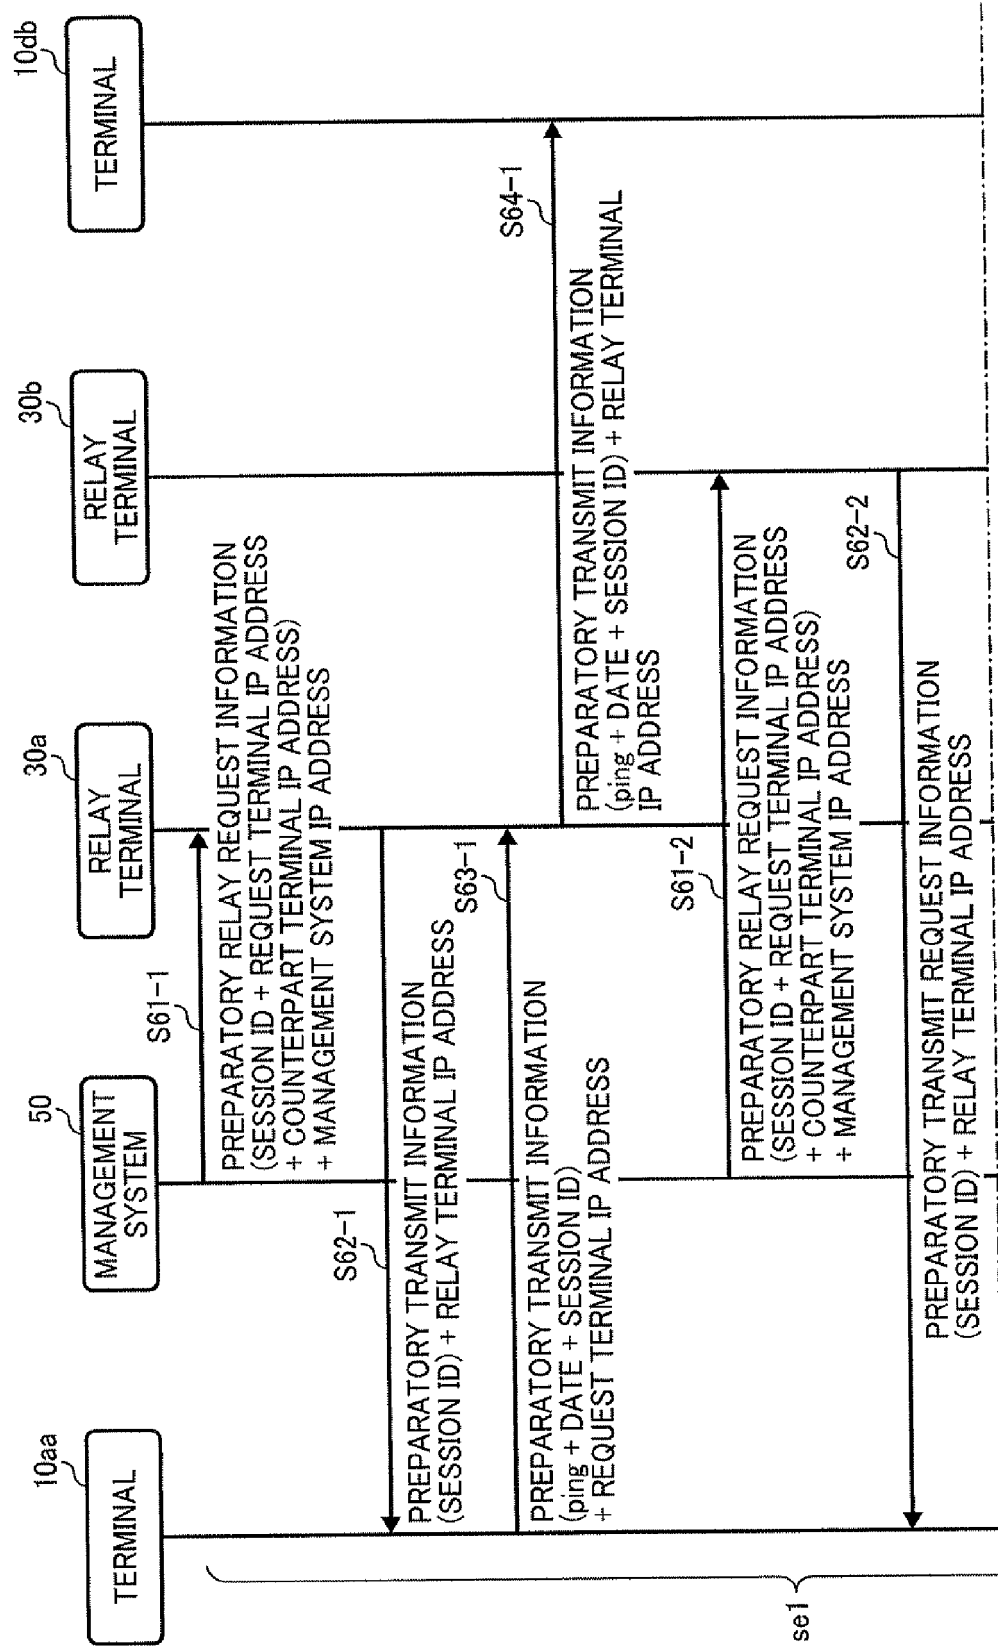 10aa
TERMINAL
50
MANAGEMENT
SYSTEM
30a
RELAY
TERMINAL
30b
RELAY
TERMINAL
10db
TERMINAL
S61-1
PREPARATORY RELAY REQUEST INFORMATION
(SESSION ID + REQUEST TERMINAL IP ADDRESS
+ COUNTERPART TERMINAL IP ADDRESS)
+ MANAGEMENT SYSTEM IP ADDRESS
S62-1
PREPARATORY TRANSMIT INFORMATION
(SESSION ID) + RELAY TERMINAL IP ADDRESS
S63-1
PREPARATORY TRANSMIT INFORMATION
(ping + DATE + SESSION ID)
+ REQUEST TERMINAL IP ADDRESS
S64-1
PREPARATORY TRANSMIT INFORMATION
(ping + DATE + SESSION ID) + RELAY TERMINAL
IP ADDRESS
S61-2
PREPARATORY RELAY REQUEST INFORMATION
(SESSION ID + REQUEST TERMINAL IP ADDRESS
+ COUNTERPART TERMINAL IP ADDRESS)
+ MANAGEMENT SYSTEM IP ADDRESS
S62-2
PREPARATORY TRANSMIT REQUEST INFORMATION
(SESSION ID) + RELAY TERMINAL IP ADDRESS
se1